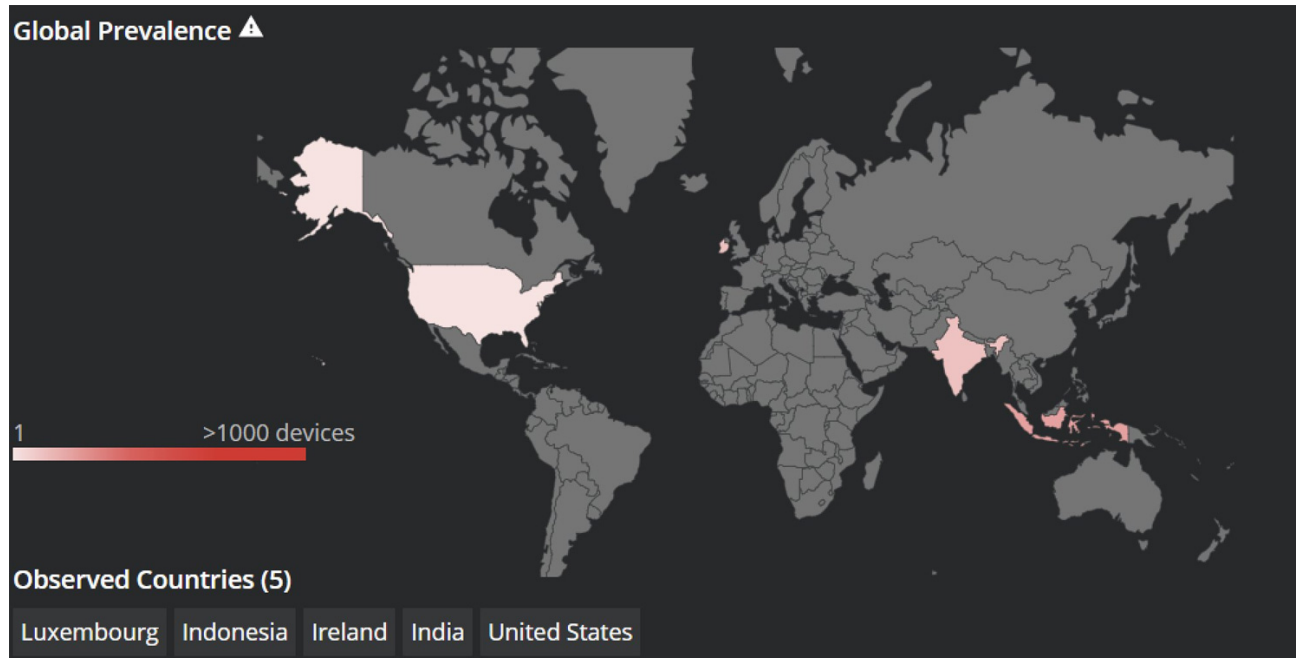 Global Prevalence
1 >1000 devices
Observed Countries (5)
Luxembourg Indonesia Ireland India United States